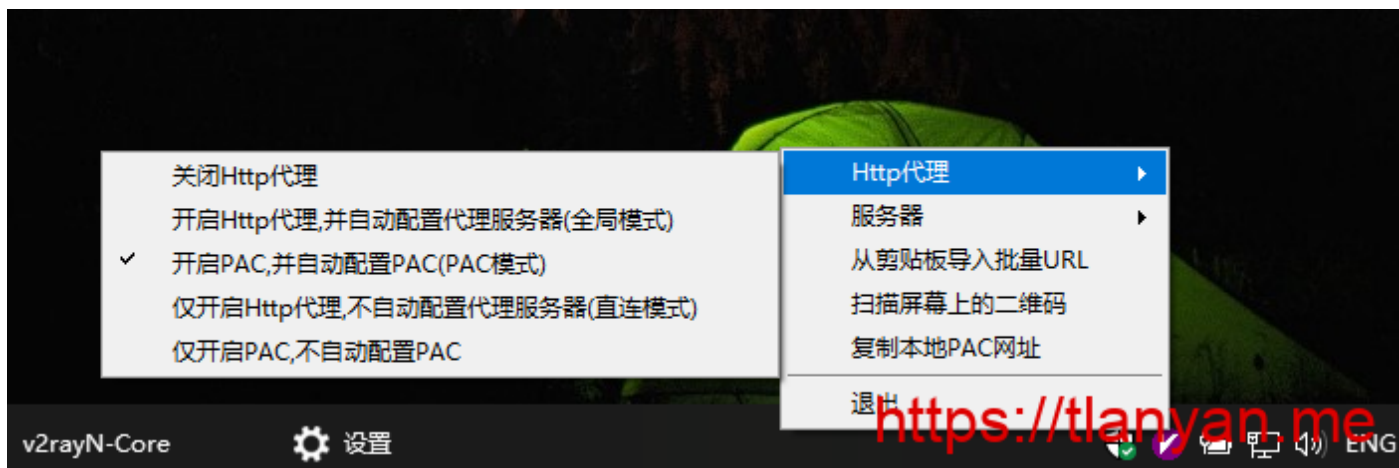 关闭Http代理
开启Http代理,并自动配置代理服务器(全局模式)
开启PAC,并自动配置PAC(PAC模式)
仅开启Http代理,不自动配置代理服务器(直连模式)
仅开启PAC,不自动配置PAC
Http代理
服务器
从剪贴板导入批量URL
扫描屏幕上的二维码
复制本地PAC网址
退出
https://tlanyan.me
v2rayN-Core
设置
ENG